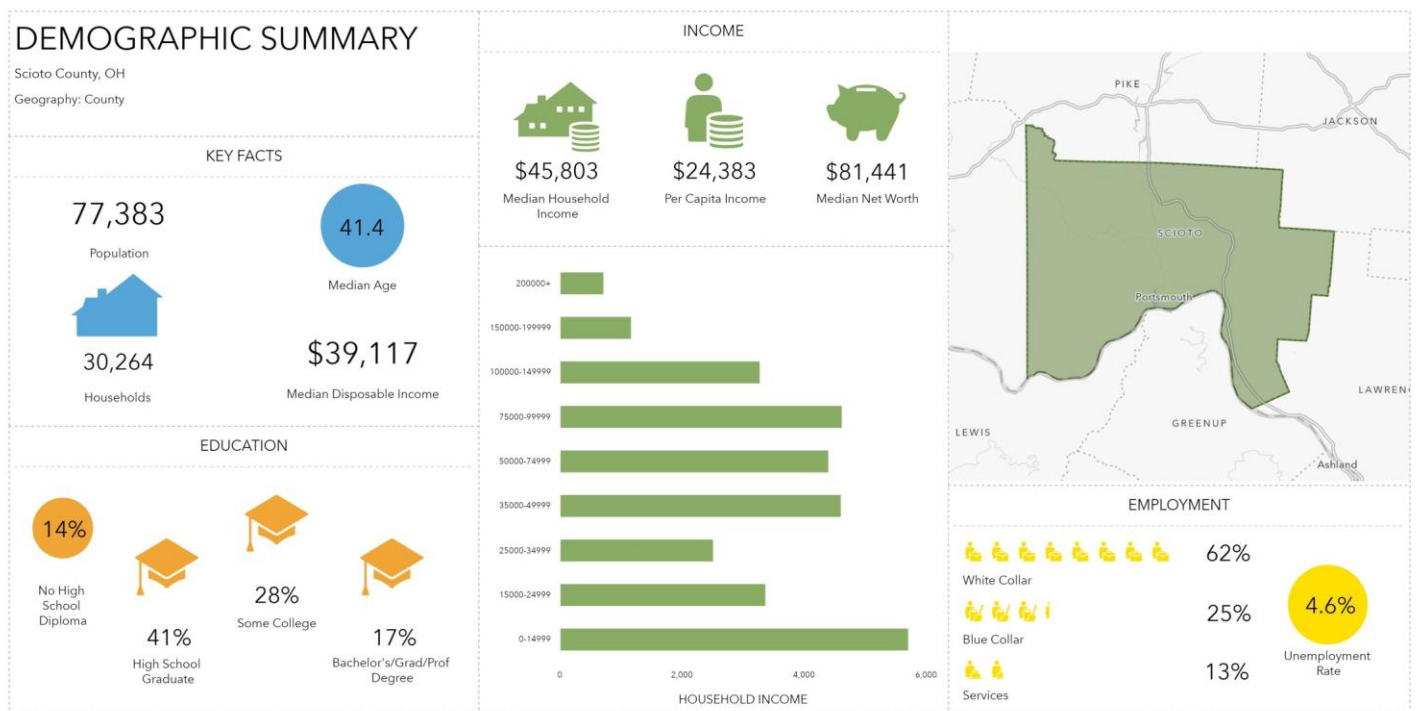 DEMOGRAPHIC SUMMARY
Scioto County, OH
Geography: County
KEY FACTS
77,383
Population
41.4
Median Age
30,264
Households
$39,117
Median Disposable Income
EDUCATION
14%
No High
School
Diploma
41%
High School
Graduate
28%
Some College
17%
Bachelor's/Grad/Prof
Degree
INCOME
$45,803
Median Household
Income
$24,383
Per Capita Income
$81,441
Median Net Worth
200000+
150000-199999
100000-149999
75000-99999
50000-74999
35000-49999
25000-34999
15000-24999
0-14999
0
2,000
4,000
6,000
HOUSEHOLD INCOME
PIKE
JACKSON
SCIOTO
Portsmouth
LAWREN
GREENUP
LEWIS
Ashland
EMPLOYMENT
62%
White Collar
25%
Blue Collar
13%
Services
4.6%
Unemployment
Rate